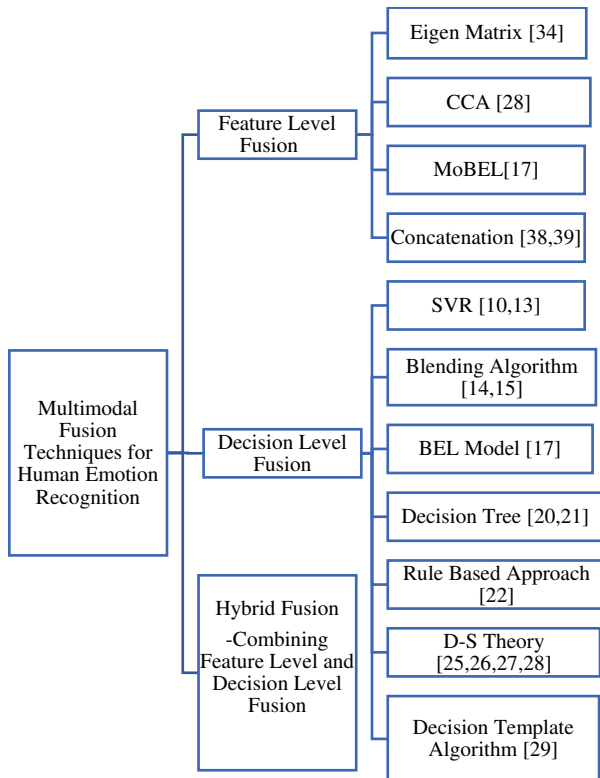 Multimodal
Fusion
Techniques for
Human Emotion
Recognition
Feature Level
Fusion
Eigen Matrix [34]
CCA [28]
MoBEL[17]
Concatenation [38,39]
Decision Level
Fusion
SVR [10,13]
Blending Algorithm
[14,15]
BEL Model [17]
Decision Tree [20,21]
Rule Based Approach
[22]
D-S Theory
[25,26,27,28]
Decision Template
Algorithm [29]
Hybrid Fusion
-Combining
Feature Level and
Decision Level
Fusion